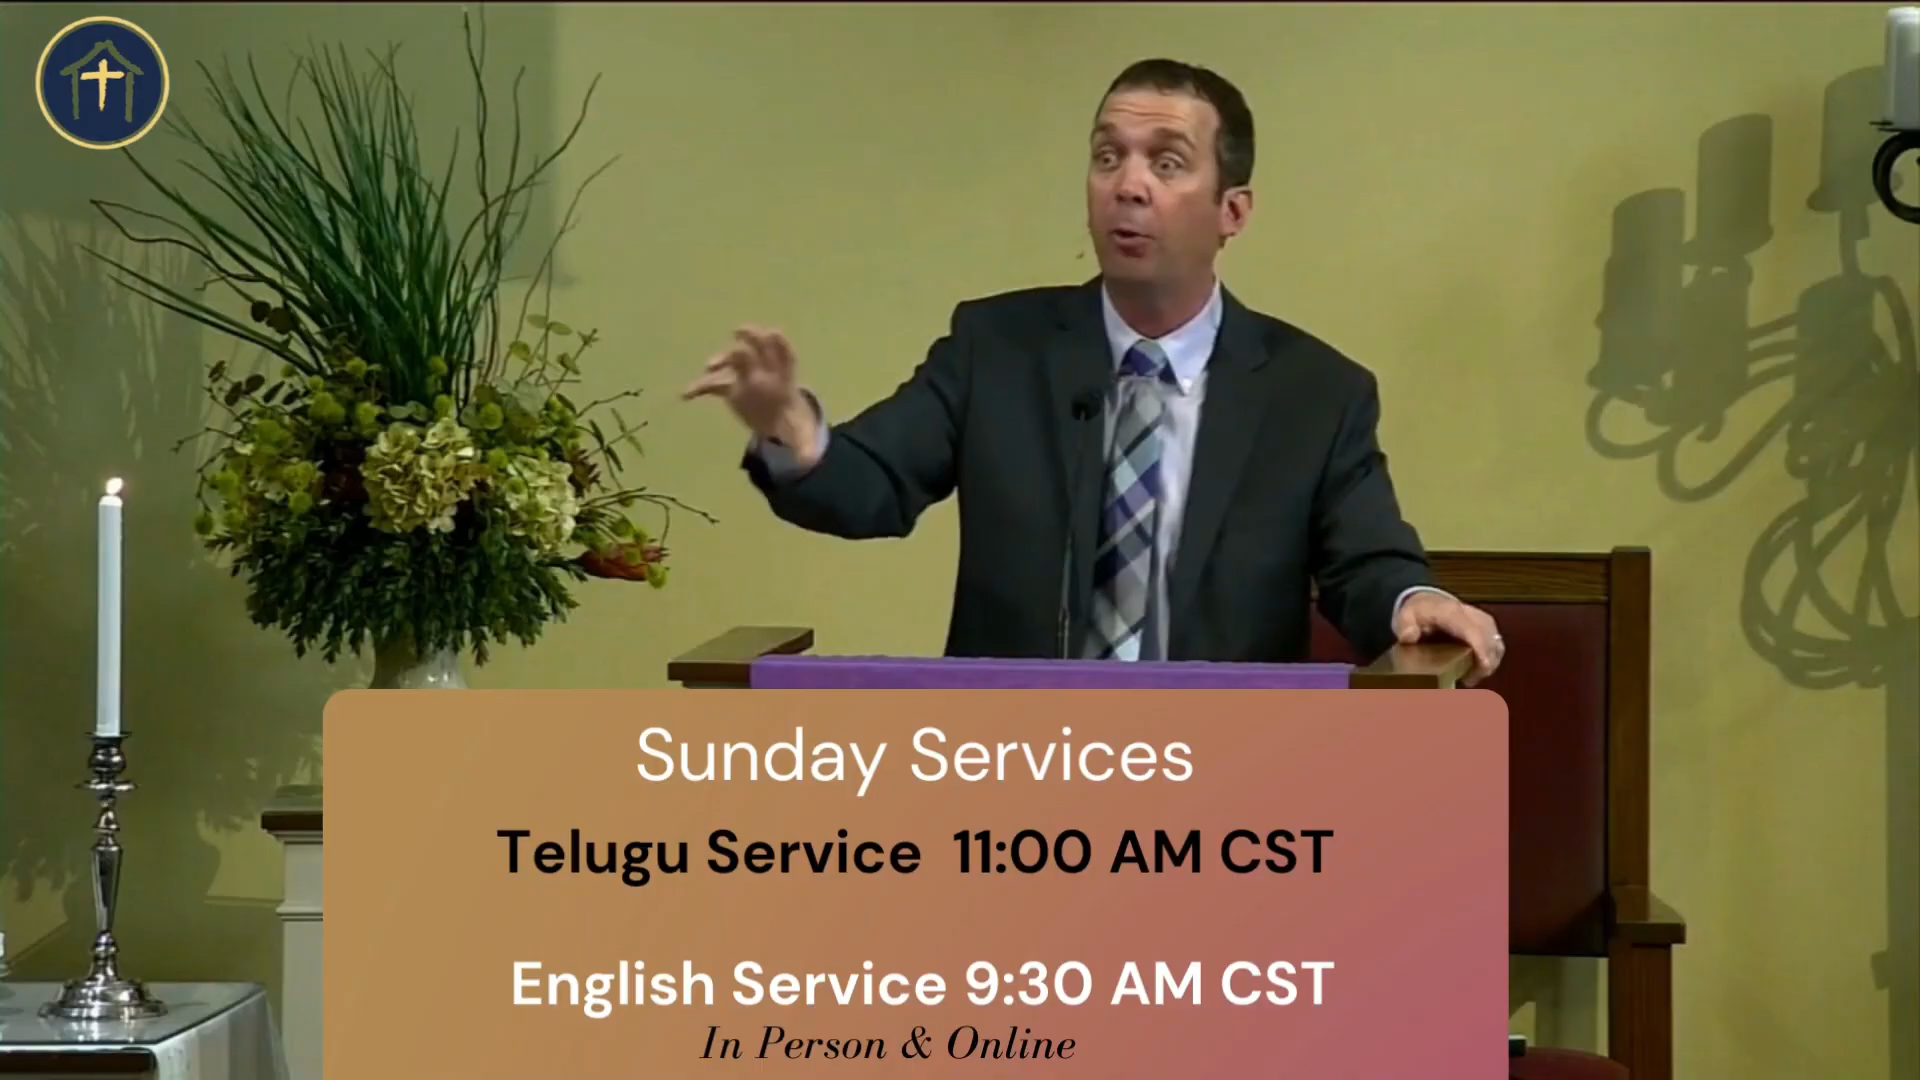 Sunday Services
Telugu Service 11:00 AM CST
English Service 9:30 AM CST
In Person & Online